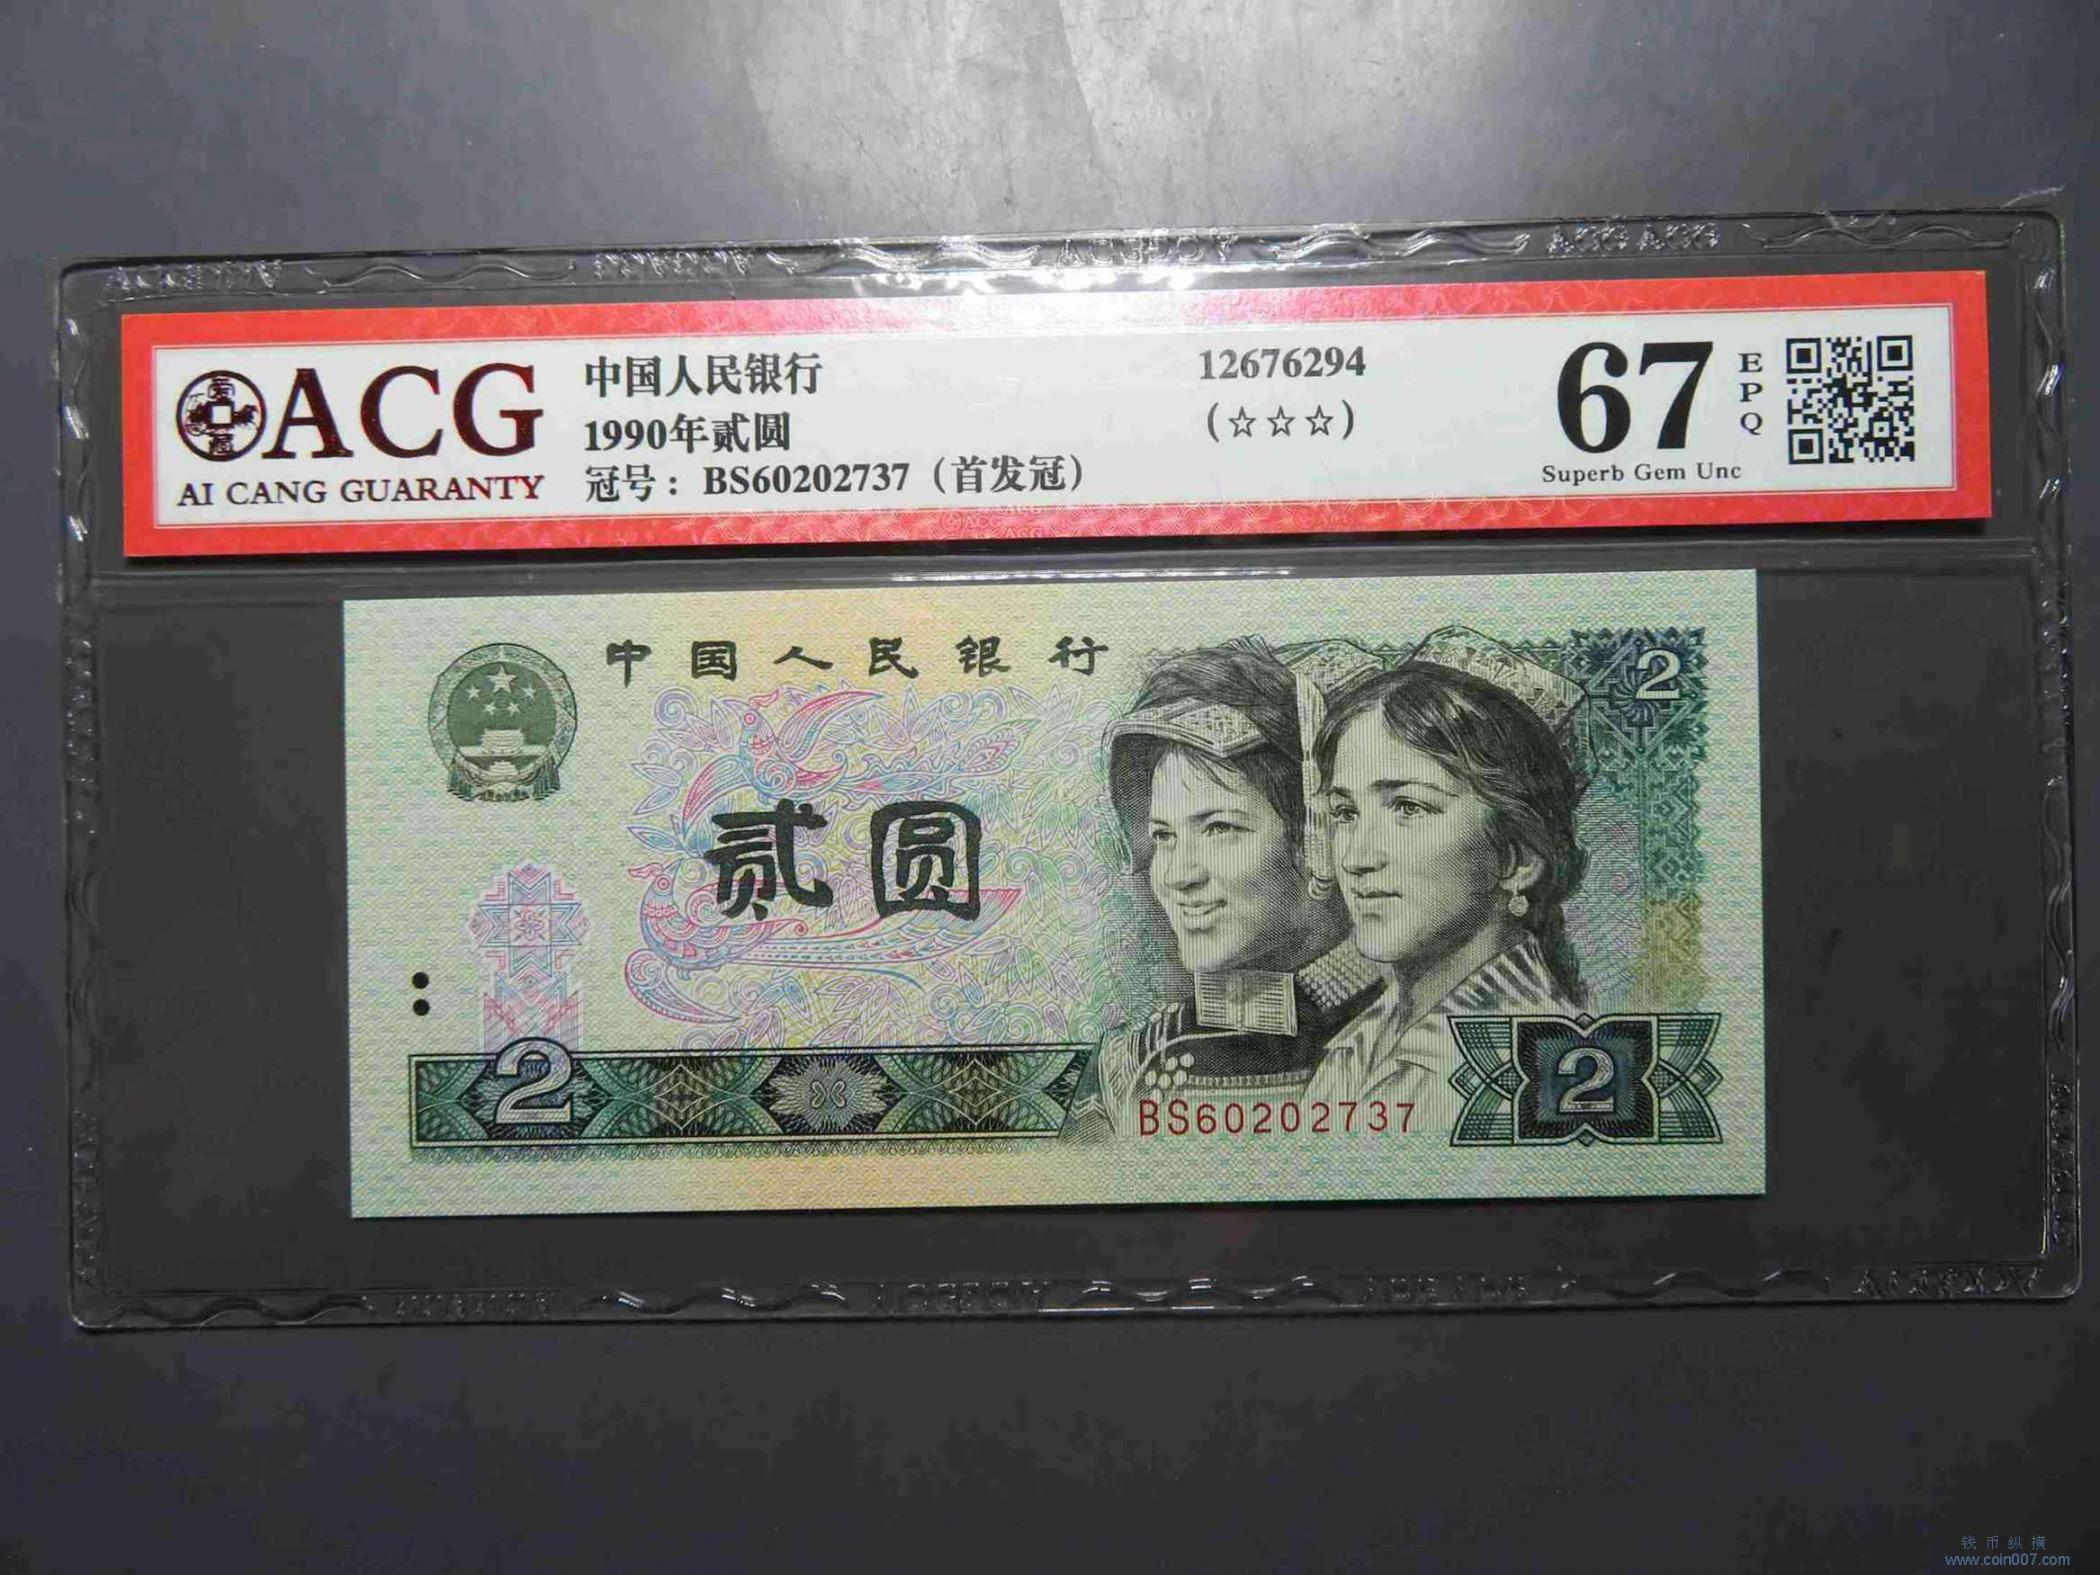 ACG
AI CANG GUARANTY
中国人民银行
1990年贰圆
冠号：BS60202737（首发冠）
12676294
(☆☆☆)
67
EPQ
Superb Gem Unc
中国人民银行
2
贰圆
2
2
BS60202737
钱币纵横
www.coin007.com